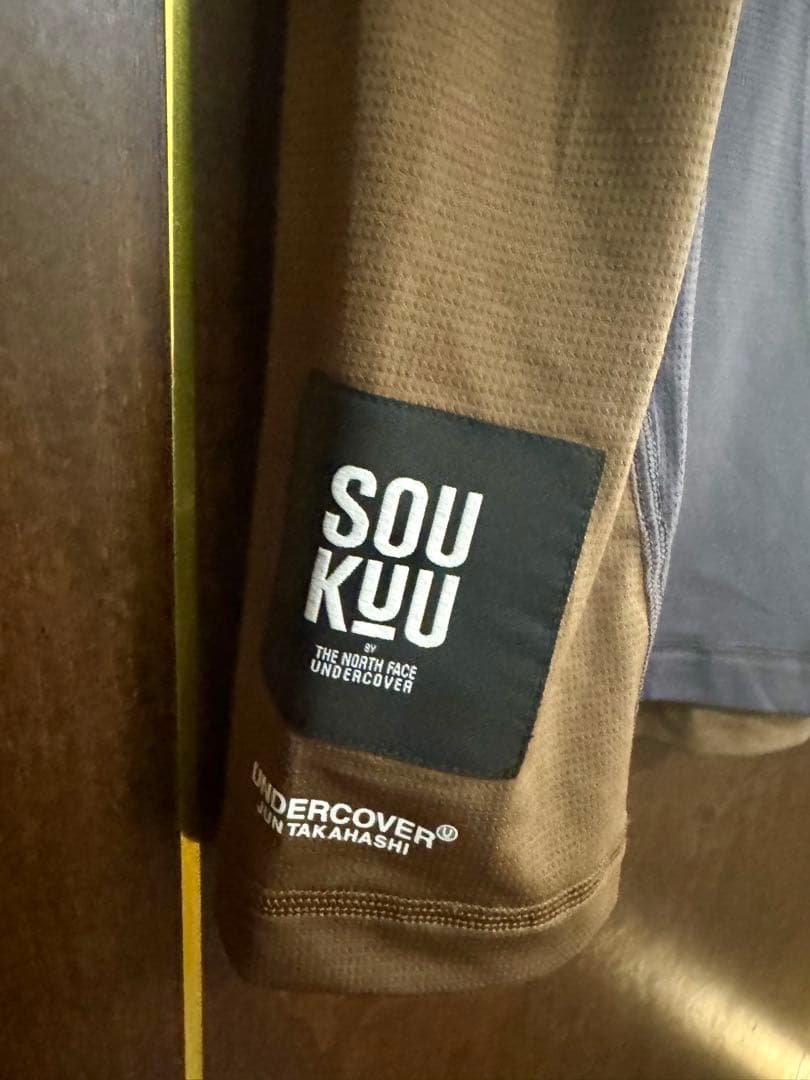 SOU
KUU
BY
THE NORTH FACE
UNDERCOVER
UNDERCOVER Ⓤ
JUN TAKAHASHI